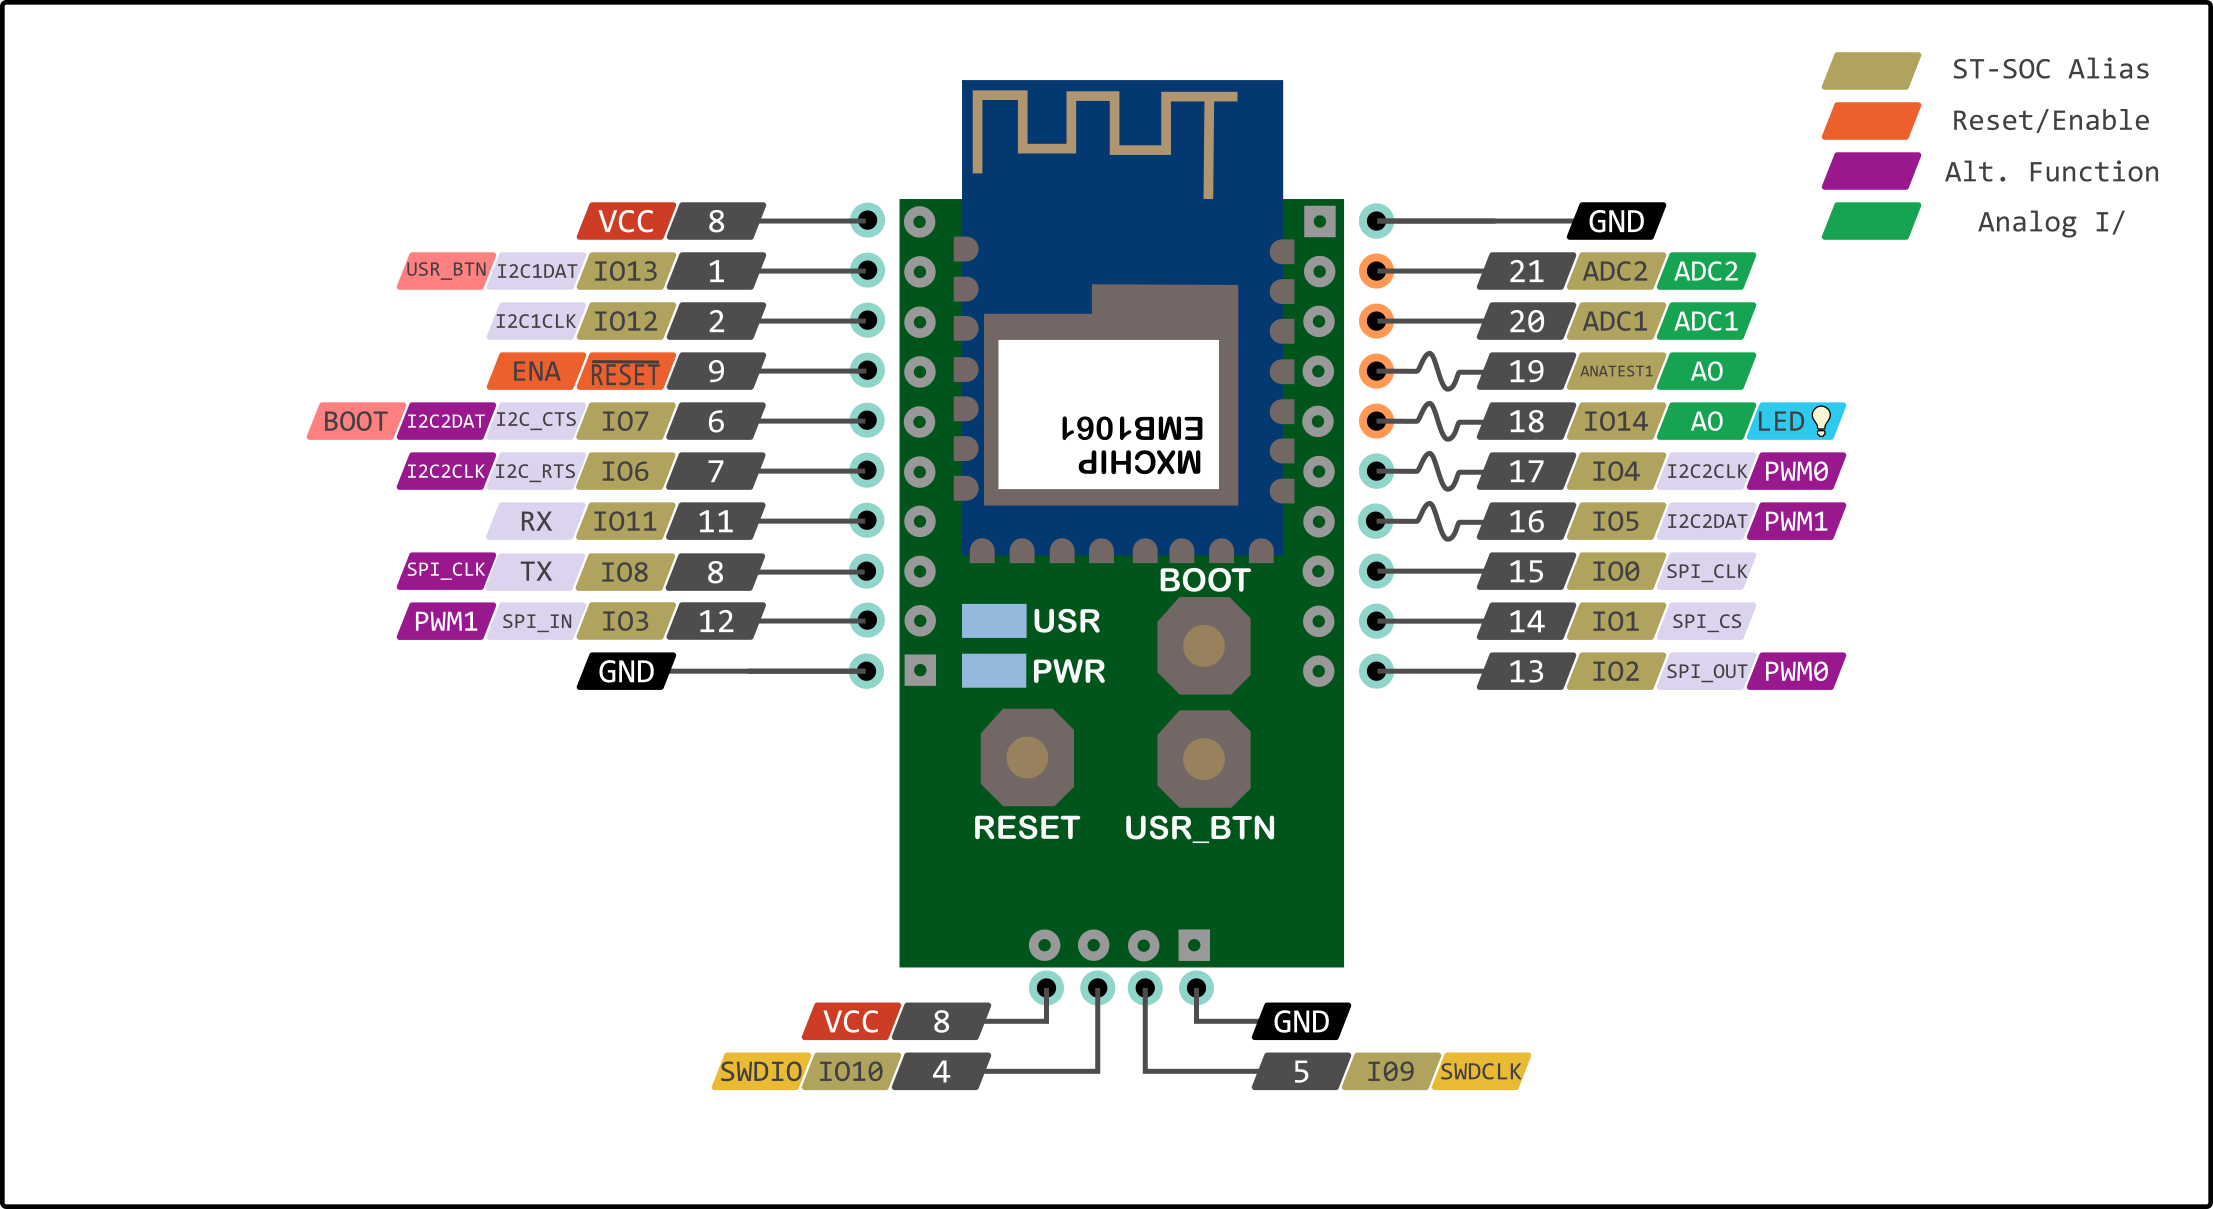 ST-SOC Alias
Reset/Enable
Alt. Function
Analog I/
VCC 8
USR_BTN I2C1DAT IO13 1
I2C1CLK IO12 2
ENA RESET 9
BOOT I2C2DAT I2C_CTS IO7 6
I2C2CLK I2C_RTS IO6 7
RX IO11 11
SPI_CLK TX IO8 8
PWM1 SPI_IN IO3 12
GND
GND
21 ADC2 ADC2
20 ADC1 ADC1
19 ANATEST1 AO
18 IO14 AO LED
17 IO4 I2C2CLK PWM0
16 IO5 I2C2DAT PWM1
15 IO0 SPI_CLK
14 IO1 SPI_CS
13 IO2 SPI_OUT PWM0
MXCHIP
EMB1061
BOOT
USR
PWR
RESET
USR_BTN
VCC 8
SWDIO IO10 4
GND
5 I09 SWDCLK